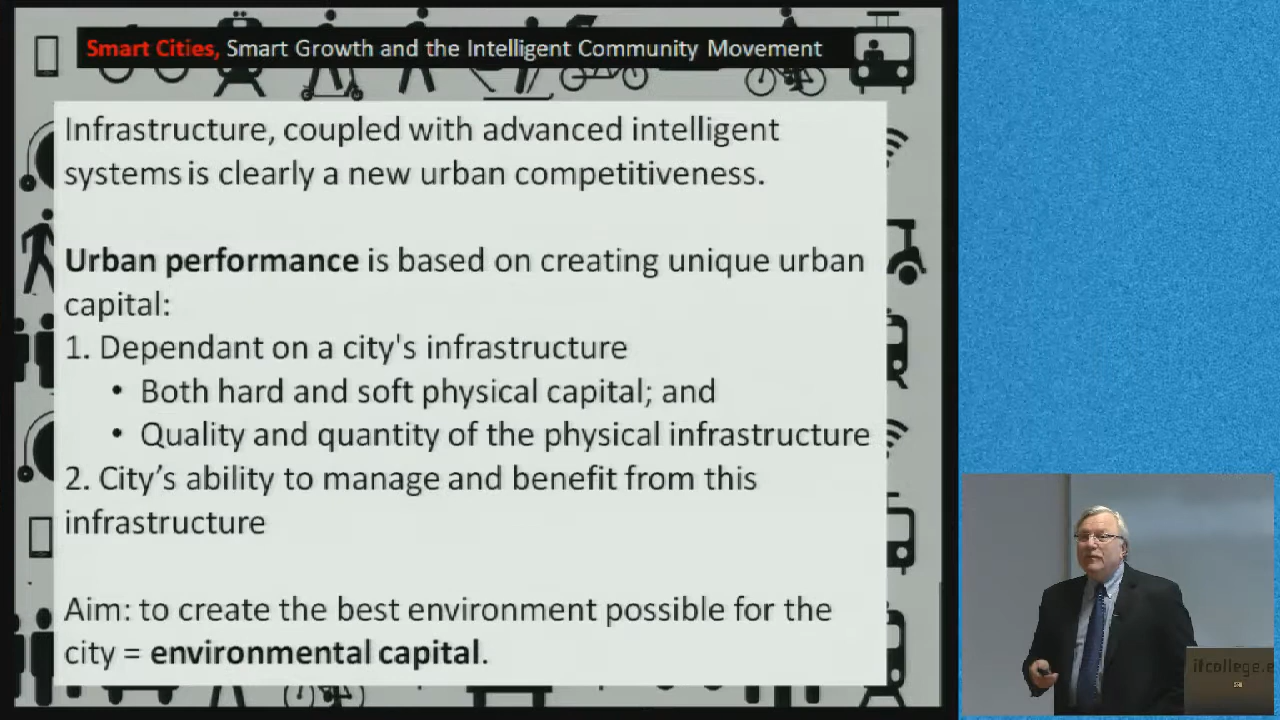 Smart Cities, Smart Growth and the Intelligent Community Movement
Infrastructure, coupled with advanced intelligent
systems is clearly a new urban competitiveness.
Urban performance is based on creating unique urban
capital:
1. Dependant on a city's infrastructure
• Both hard and soft physical capital; and
• Quality and quantity of the physical infrastructure
2. City’s ability to manage and benefit from this
infrastructure
Aim: to create the best environment possible for the
city = environmental capital.
itcollege.e